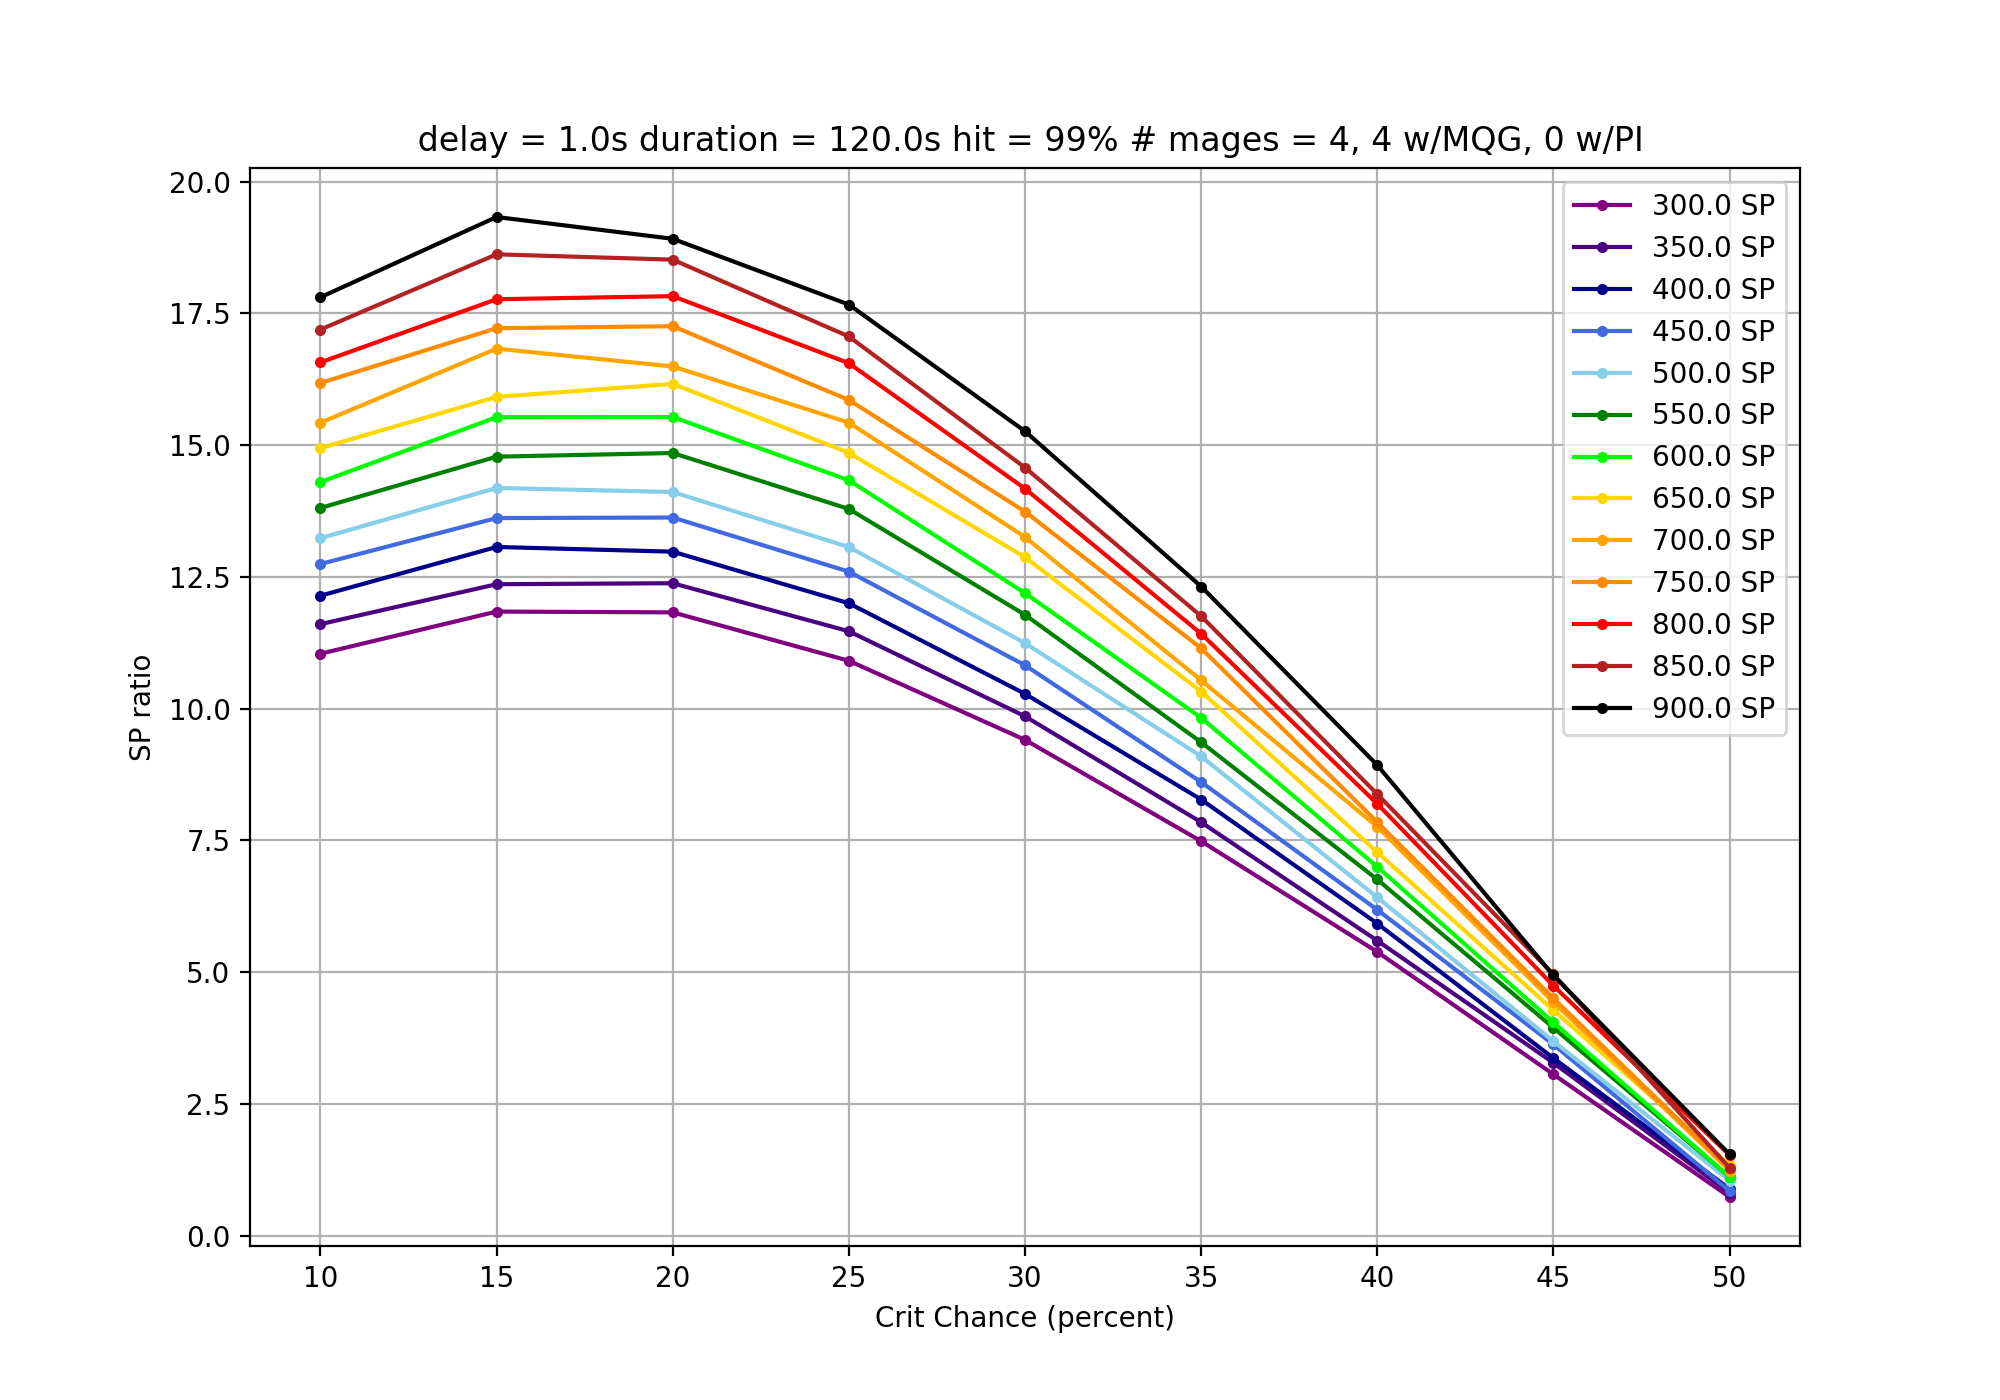 delay = 1.0s duration = 120.0s hit = 99% # mages = 4, 4 w/MQG, 0 w/PI
20.0
17.5
15.0
12.5
10.0
7.5
5.0
2.5
0.0
SP ratio
300.0 SP
350.0 SP
400.0 SP
450.0 SP
500.0 SP
550.0 SP
600.0 SP
650.0 SP
700.0 SP
750.0 SP
800.0 SP
850.0 SP
900.0 SP
10 15 20 25 30 35 40 45 50
Crit Chance (percent)